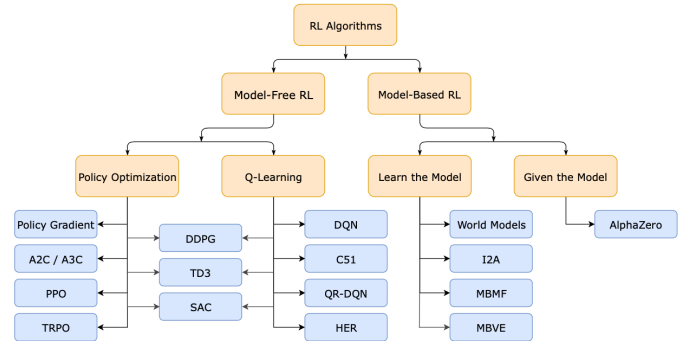 RL Algorithms
Model-Free RL
Model-Based RL
Policy Optimization
Q-Learning
Learn the Model
Given the Model
Policy Gradient
DDPG
DQN
World Models
AlphaZero
A2C / A3C
TD3
C51
I2A
PPO
SAC
QR-DQN
MBMF
TRPO
HER
MBVE